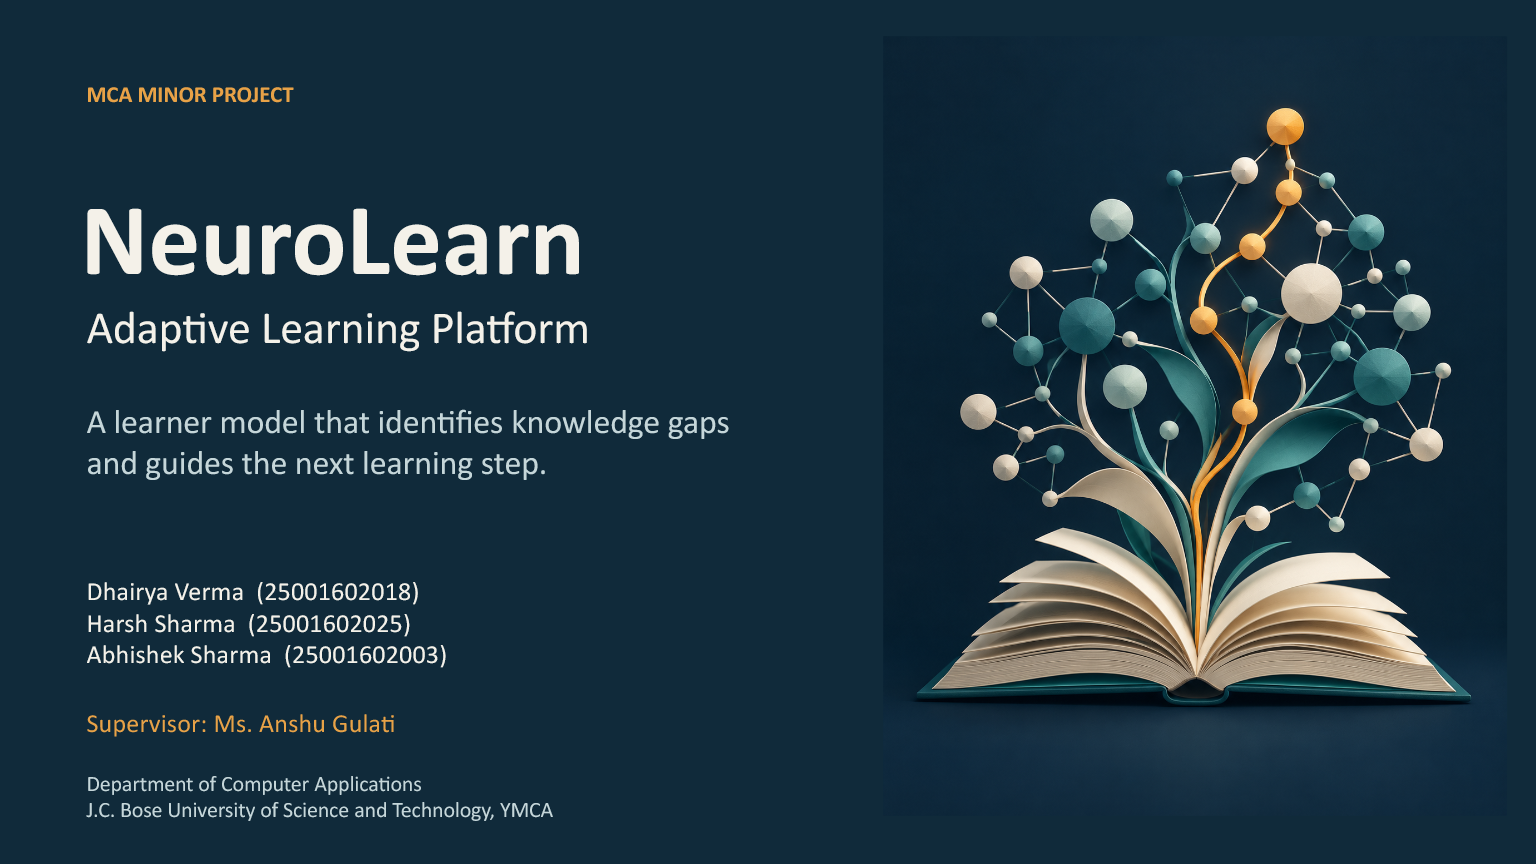 MCA MINOR PROJECT
NeuroLearn
Adaptive Learning Platform
A learner model that identifies knowledge gaps
and guides the next learning step.
Dhairya Verma (25001602018)
Harsh Sharma (25001602025)
Abhishek Sharma (25001602003)
Supervisor: Ms. Anshu Gulati
Department of Computer Applications
J.C. Bose University of Science and Technology, YMCA